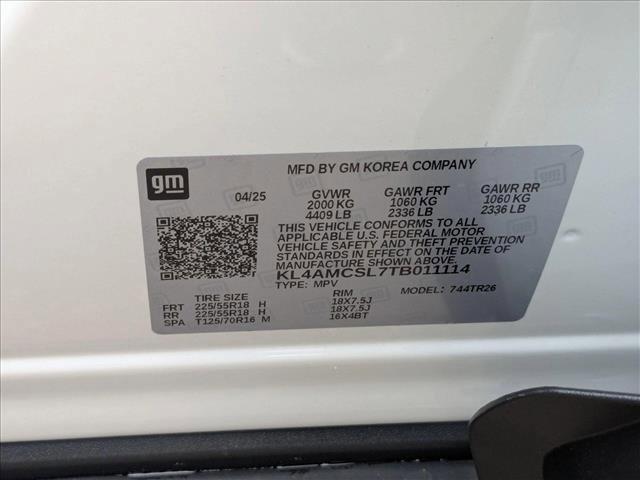 gm
MFD BY GM KOREA COMPANY
04/25 GVWR GAWR FRT GAWR RR
2000 KG 1060 KG 1060 KG
4409 LB 2336 LB 2336 LB
THIS VEHICLE CONFORMS TO ALL
APPLICABLE U.S. FEDERAL MOTOR
VEHICLE SAFETY AND THEFT PREVENTION
STANDARDS IN EFFECT ON THE DATE OF
MANUFACTURE SHOWN ABOVE.
KL4AMCSL7TB011114
TYPE: MPV MODEL: 744TR26
TIRE SIZE RIM
FRT 225/55R18 H 18X7.5J
RR 225/55R18 H 18X7.5J
SPA T125/70R16 M 16X4BT